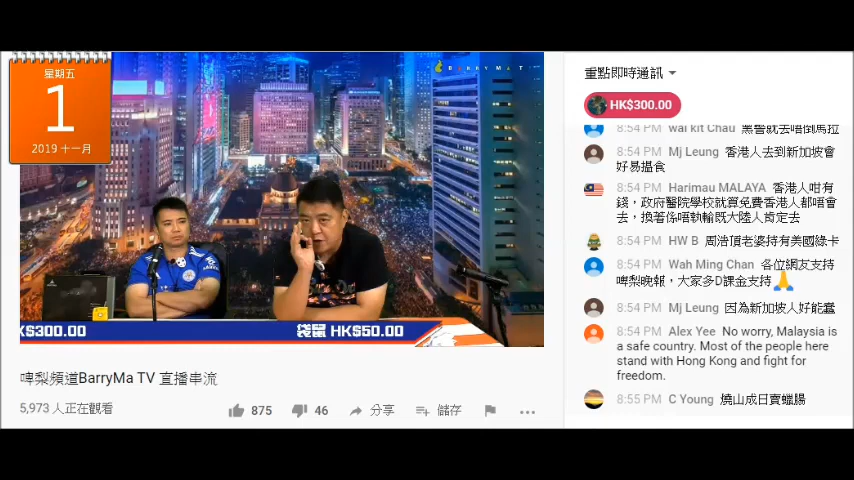 星期五
1
2019 十一月
BARRYMA T
K$300.00
袋鼠 HK$50.00
啤梨頻道BarryMa TV 直播串流
5,973 人正在觀看
875
46
分享
儲存
重點即時通訊
HK$300.00
8:54 PM wai kit Chau 黑警就去唔倒馬拉
8:54 PM Mj Leung 香港人去到新加坡會
好易搵食
8:54 PM Harimau MALAYA 香港人咁有
錢，政府醫院學校就算免費香港人都唔會
去，換著係唔執輸既大陸人肯定去
8:54 PM HW B 周浩頂老婆持有美國綠卡
8:54 PM Wah Ming Chan 各位網友支持
啤梨晚報，大家多D課金支持🙏
8:54 PM Mj Leung 因為新加坡人好能蠢
8:54 PM Alex Yee No worry, Malaysia is
a safe country. Most of the people here
stand with Hong Kong and fight for
freedom.
8:55 PM C Young 燒山成日賣蠟腸